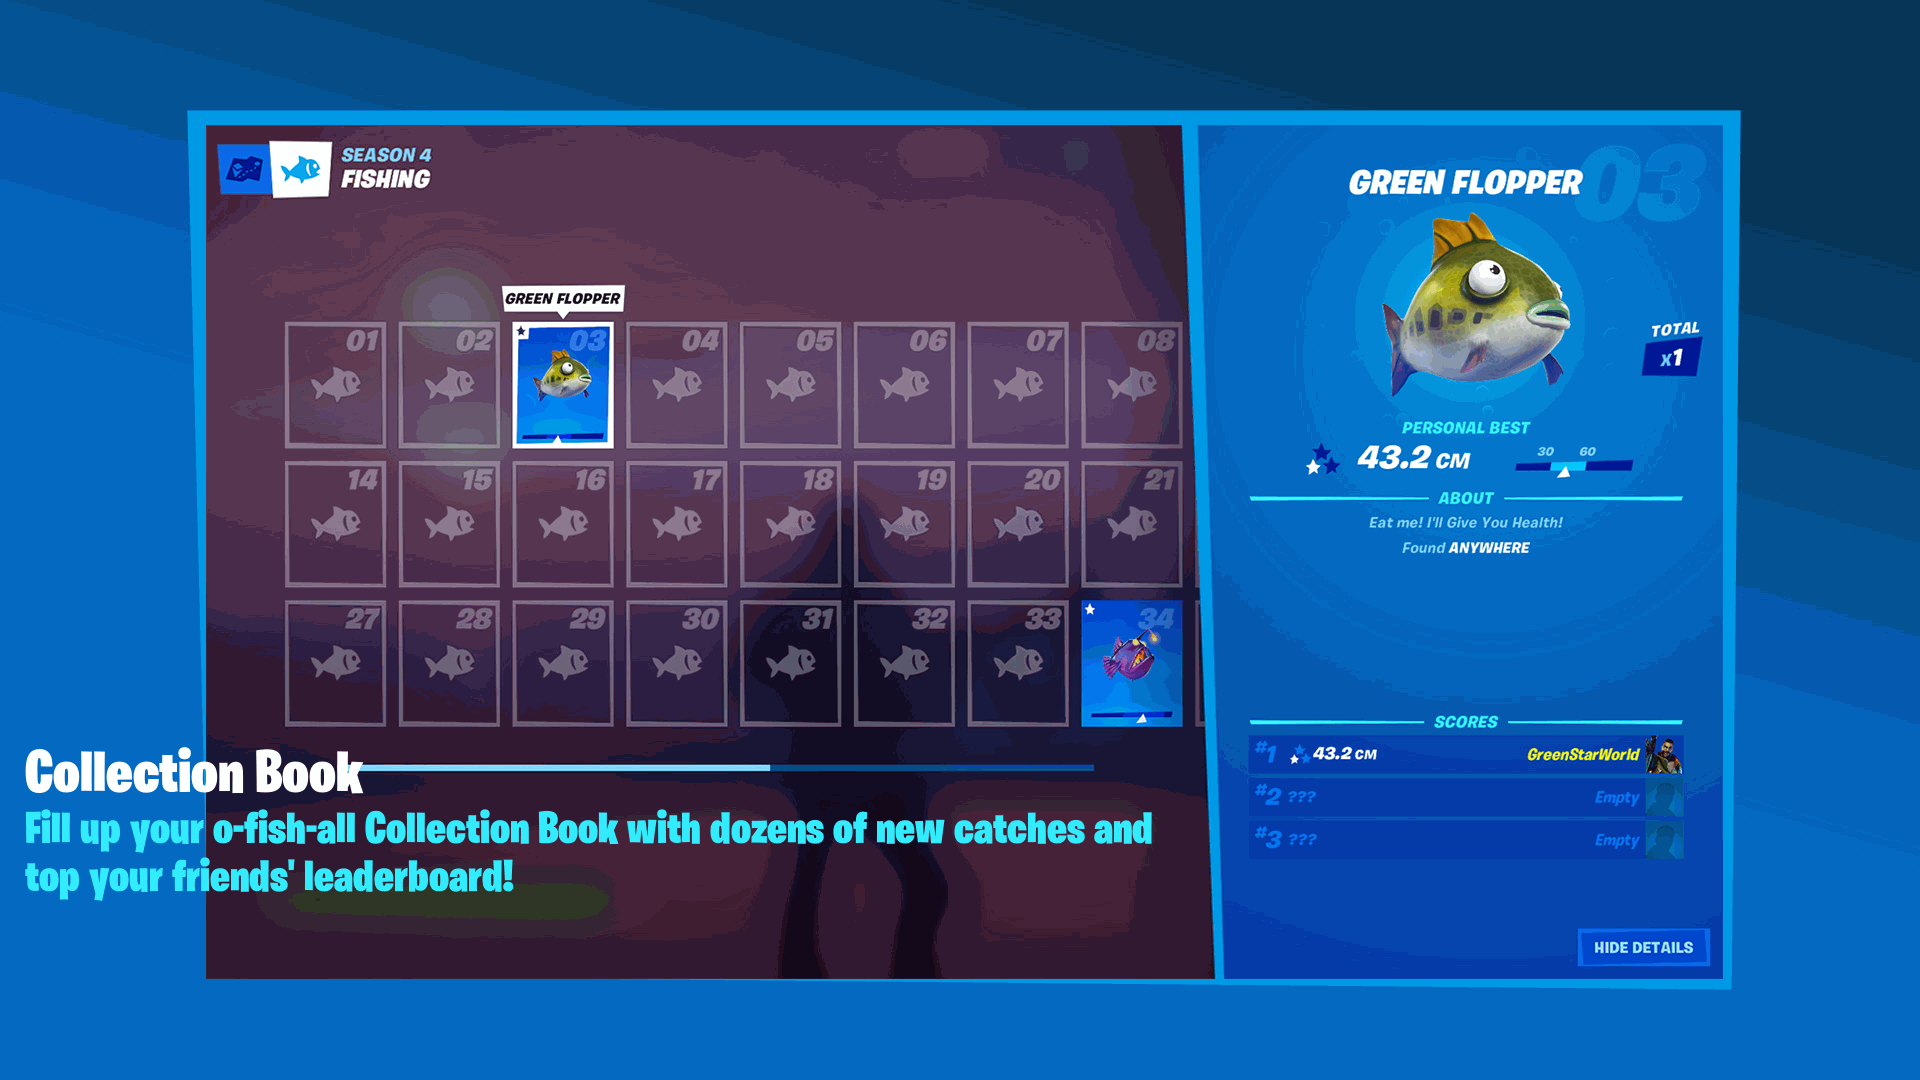 SEASON 4
FISHING
GREEN FLOPPER
01 02 03 04 05 06 07 08
14 15 16 17 18 19 20 21
27 28 29 30 31 32 33 34
Collection Book
Fill up your o-fish-all Collection Book with dozens of new catches and
top your friends' leaderboard!
GREEN FLOPPER 03
TOTAL
x1
PERSONAL BEST
43.2 CM
30 60
ABOUT
Eat me! I'll Give You Health!
Found ANYWHERE
SCORES
#1 43.2 CM GreenStarWorld
#2 ??? Empty
#3 ??? Empty
HIDE DETAILS